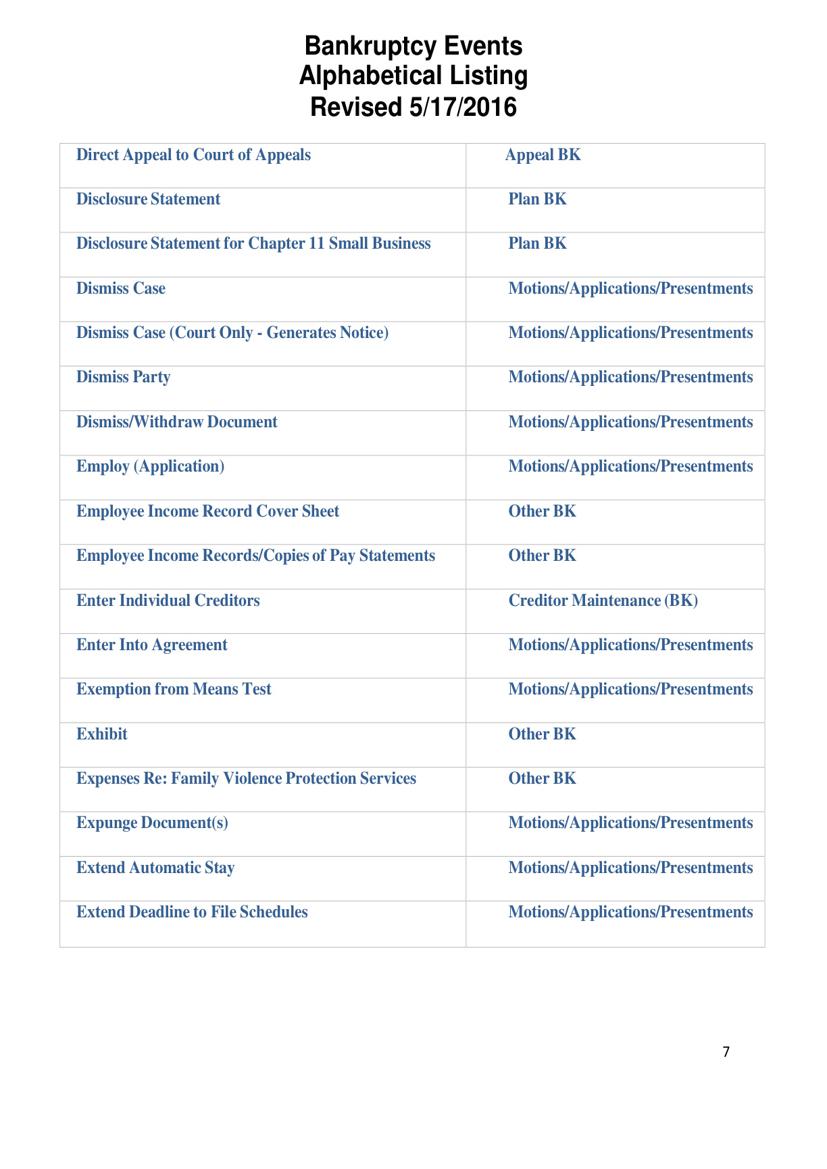 Bankruptcy Events
Alphabetical Listing
Revised 5/17/2016
Direct Appeal to Court of Appeals Appeal BK
Disclosure Statement Plan BK
Disclosure Statement for Chapter 11 Small Business Plan BK
Dismiss Case Motions/Applications/Presentments
Dismiss Case (Court Only - Generates Notice) Motions/Applications/Presentments
Dismiss Party Motions/Applications/Presentments
Dismiss/Withdraw Document Motions/Applications/Presentments
Employ (Application) Motions/Applications/Presentments
Employee Income Record Cover Sheet Other BK
Employee Income Records/Copies of Pay Statements Other BK
Enter Individual Creditors Creditor Maintenance (BK)
Enter Into Agreement Motions/Applications/Presentments
Exemption from Means Test Motions/Applications/Presentments
Exhibit Other BK
Expenses Re: Family Violence Protection Services Other BK
Expunge Document(s) Motions/Applications/Presentments
Extend Automatic Stay Motions/Applications/Presentments
Extend Deadline to File Schedules Motions/Applications/Presentments
7